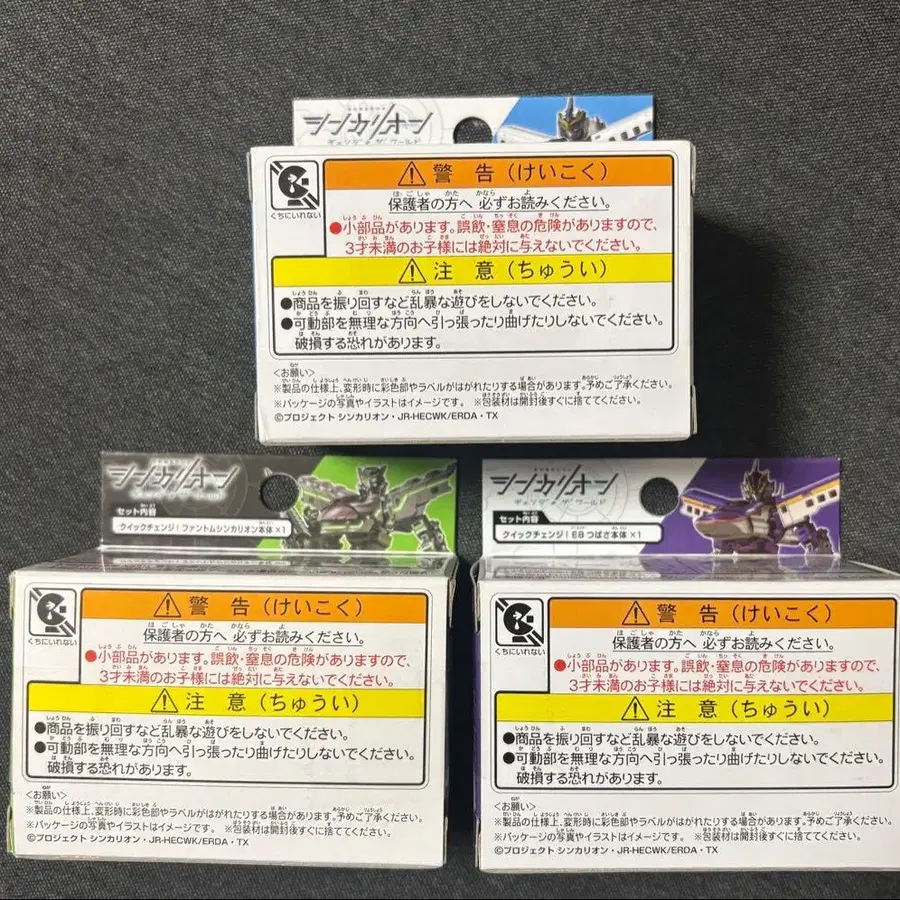 シンカリオン
チェンジ ザ ワールド
くちにいれない
警告（けいこく）
保護者の方へ 必ずお読みください。
●小部品があります。誤飲・窒息の危険がありますので、
3才未満のお子様には絶対に与えないでください。
注意（ちゅうい）
●商品を振り回すなど乱暴な遊びをしないでください。
●可動部を無理な方向へ引っ張ったり曲げたりしないでください。
破損する恐れがあります。
〈お願い〉
※製品の仕様上、変形時に彩色部やラベルがはがれたりする場合があります。予めご了承ください。
※パッケージの写真やイラストはイメージです。 ※包装材は開封後すぐに捨ててください。
©プロジェクト シンカリオン・JR-HECWK/ERDA・TX
シンカリオン
チェンジ ザ ワールド
セット内容
クイックチェンジ！ファントムシンカリオン本体×1
くちにいれない
警告（けいこく）
保護者の方へ 必ずお読みください。
●小部品があります。誤飲・窒息の危険がありますので、
3才未満のお子様には絶対に与えないでください。
注意（ちゅうい）
●商品を振り回すなど乱暴な遊びをしないでください。
●可動部を無理な方向へ引っ張ったり曲げたりしないでください。
破損する恐れがあります。
〈お願い〉
※製品の仕様上、変形時に彩色部やラベルがはがれたりする場合があります。予めご了承ください。
※パッケージの写真やイラストはイメージです。 ※包装材は開封後すぐに捨ててください。
©プロジェクト シンカリオン・JR-HECWK/ERDA・TX
シンカリオン
チェンジ ザ ワールド
セット内容
クイックチェンジ！E8 つばさ本体×1
くちにいれない
警告（けいこく）
保護者の方へ 必ずお読みください。
●小部品があります。誤飲・窒息の危険がありますので、
3才未満のお子様には絶対に与えないでください。
注意（ちゅうい）
●商品を振り回すなど乱暴な遊びをしないでください。
●可動部を無理な方向へ引っ張ったり曲げたりしないでください。
破損する恐れがあります。
〈お願い〉
※製品の仕様上、変形時に彩色部やラベルがはがれたりする場合があります。予めご了承ください。
※パッケージの写真やイラストはイメージです。 ※包装材は開封後すぐに捨ててください。
©プロジェクト シンカリオン・JR-HECWK/ERDA・TX